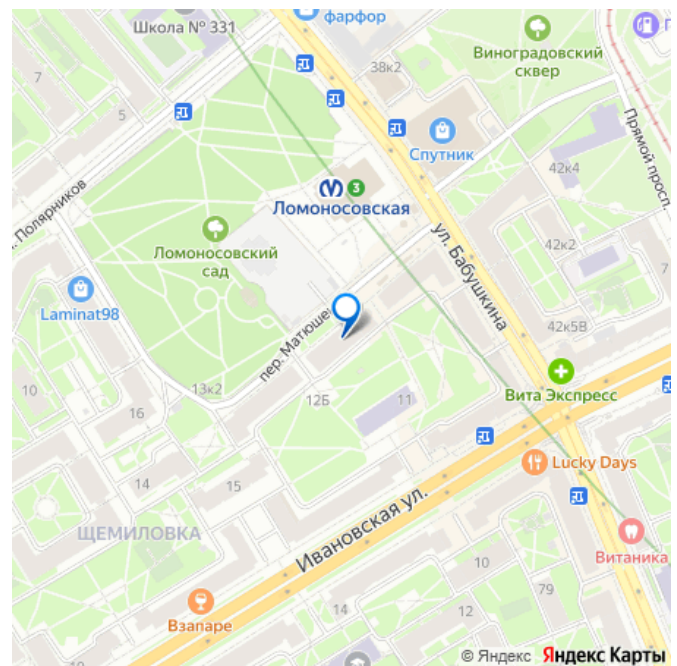 фарфор
Школа № 331
38к2
Виноградовский
сквер
7
5
Спутник
Прямой просп.
42к4
3
Ломоносовская
Полярников
Ломоносовский
сад
ул. Бабушкина
42к2
7
Laminat98
пер. Матюше
42к5В
13к2
Вита Экспресс
10
16
12Б
11
Lucky Days
14
15
Ивановская ул.
ЩЕМИЛОВКА
Витаника
10
79
Взапаре
14
12
© Яндекс Яндекс Карты